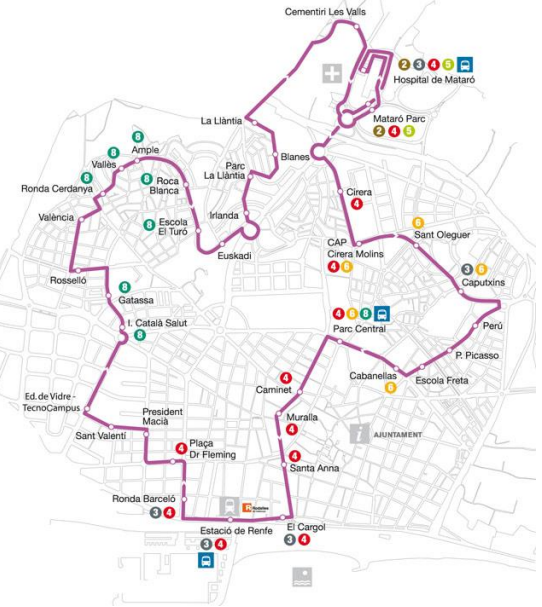 Cementiri Les Valls
2 3 4 5
Hospital de Mataró
La Llàntia
Mataró Parc
2 4 5
8
Ample
8
Vallès
Blanes
Parc
La Llàntia
8
Ronda Cerdanya
8
Roca
Blanca
Cirera
4
València
Irlanda
8
Escola
El Turó
6
Sant Oleguer
CAP
Cirera Molins
4 6
Euskadi
Rosselló
3 6
Caputxins
8
Gatassa
4 6 8
Parc Central
I. Català Salut
8
Perú
P. Picasso
Cabanellas
6
Escola Freta
4
Caminet
Ed. de Vidre -
TecnoCampus
President
Macià
Muralla
4
Sant Valentí
AJUNTAMENT
4
Plaça
Dr Fleming
4
Santa Anna
Ronda Barceló
3 4
R Rodalies
Estació de Renfe
3 4
El Cargol
3 4